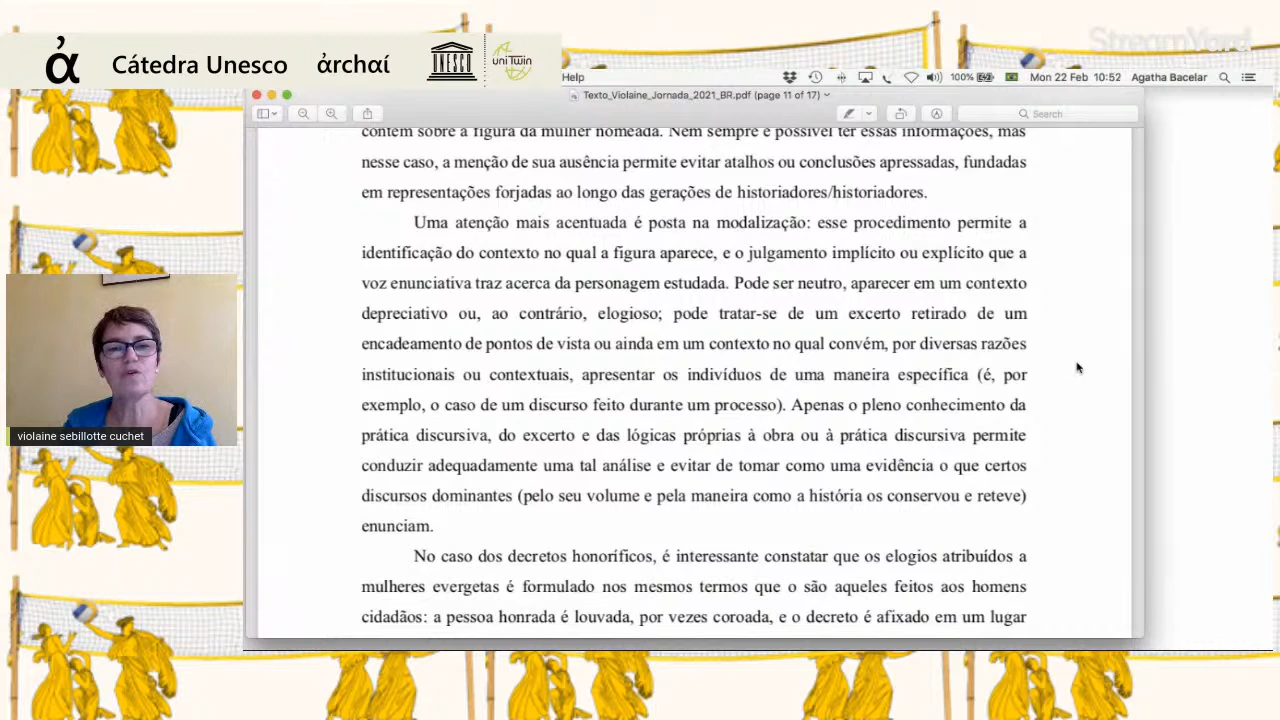 StreamYard
ἀ
Cátedra Unesco
ἀrchaí
UNESCO
uniTwin
Help
100%
Mon 22 Feb 10:52
Agatha Bacelar
Texto_Violaine_Jornada_2021_BR.pdf (page 11 of 17)
Search
contém sobre a figura da mulher nomeada. Nem sempre é possível ter essas informações, mas
nesse caso, a menção de sua ausência permite evitar atalhos ou conclusões apressadas, fundadas
em representações forjadas ao longo das gerações de historiadores/historiadores.
Uma atenção mais acentuada é posta na modalização: esse procedimento permite a
identificação do contexto no qual a figura aparece, e o julgamento implícito ou explícito que a
voz enunciativa traz acerca da personagem estudada. Pode ser neutro, aparecer em um contexto
depreciativo ou, ao contrário, elogioso; pode tratar-se de um excerto retirado de um
encadeamento de pontos de vista ou ainda em um contexto no qual convém, por diversas razões
institucionais ou contextuais, apresentar os indivíduos de uma maneira específica (é, por
exemplo, o caso de um discurso feito durante um processo). Apenas o pleno conhecimento da
prática discursiva, do excerto e das lógicas próprias à obra ou à prática discursiva permite
conduzir adequadamente uma tal análise e evitar de tomar como uma evidência o que certos
discursos dominantes (pelo seu volume e pela maneira como a história os conservou e reteve)
enunciam.
No caso dos decretos honoríficos, é interessante constatar que os elogios atribuídos a
mulheres evergetas é formulado nos mesmos termos que o são aqueles feitos aos homens
cidadãos: a pessoa honrada é louvada, por vezes coroada, e o decreto é afixado em um lugar
violaine sebillotte cuchet